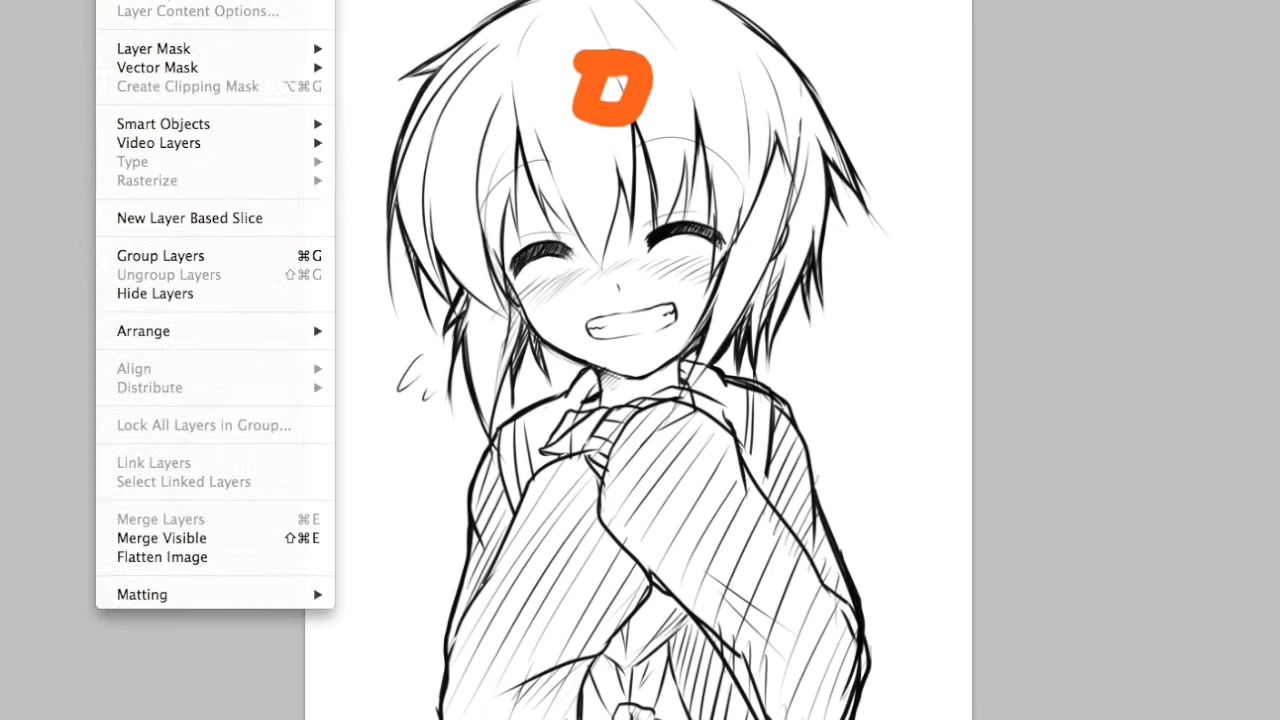 Layer Content Options...
Layer Mask
Vector Mask
Create Clipping Mask ⌥⌘G
Smart Objects
Video Layers
Type
Rasterize
New Layer Based Slice
Group Layers ⌘G
Ungroup Layers ⇧⌘G
Hide Layers
Arrange
Align
Distribute
Lock All Layers in Group...
Link Layers
Select Linked Layers
Merge Layers ⌘E
Merge Visible ⇧⌘E
Flatten Image
Matting
D